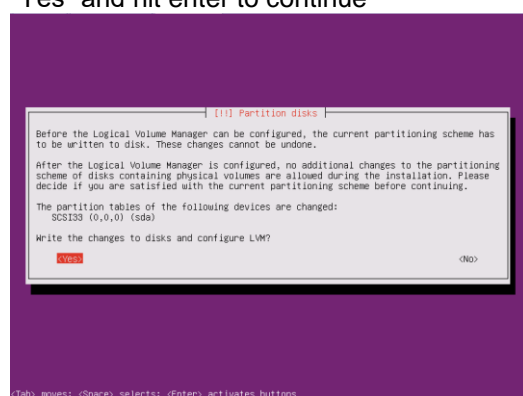 "Yes" and hit enter to continue
[!!] Partition disks
Before the Logical Volume Manager can be configured, the current partitioning scheme has
to be written to disk. These changes cannot be undone.
After the Logical Volume Manager is configured, no additional changes to the partitioning
scheme of disks containing physical volumes are allowed during the installation. Please
decide if you are satisfied with the current partitioning scheme before continuing.
The partition tables of the following devices are changed:
SCSI33 (0,0,0) (sda)
Write the changes to disks and configure LVM?
<Yes> <No>
<Tab> moves; <Space> selects; <Enter> activates buttons